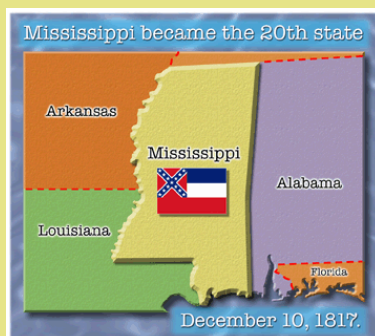 Mississippi became the 20th state
Arkansas
Mississippi
Alabama
Louisiana
Florida
December 10, 1817.